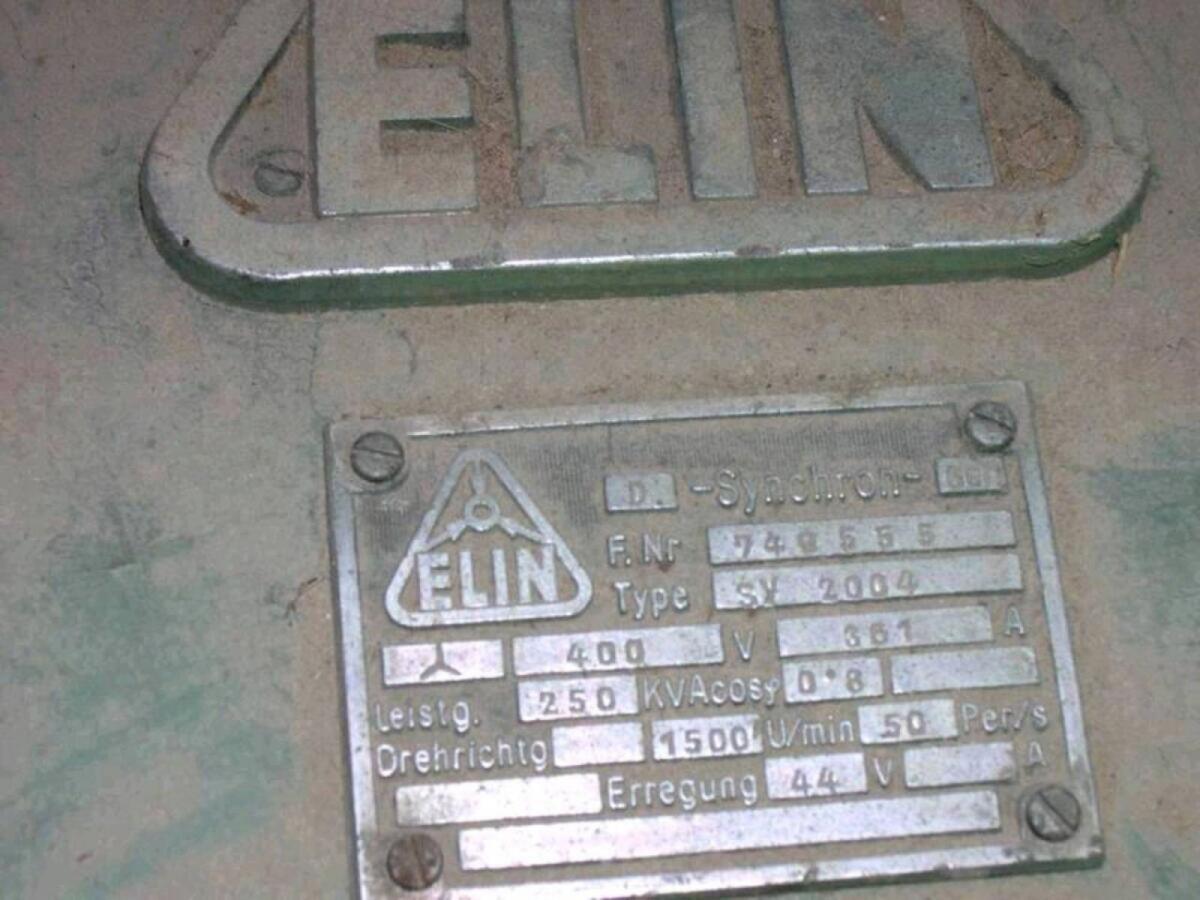 ELIN
D. -Synchron- Gen
ELIN
F. Nr 740555
Type SY 2004
400 V 361 A
Leistg. 250 KVA cosφ 0·8
Drehrichtg 1500 U/min 50 Per./s
Erregung 44 V A